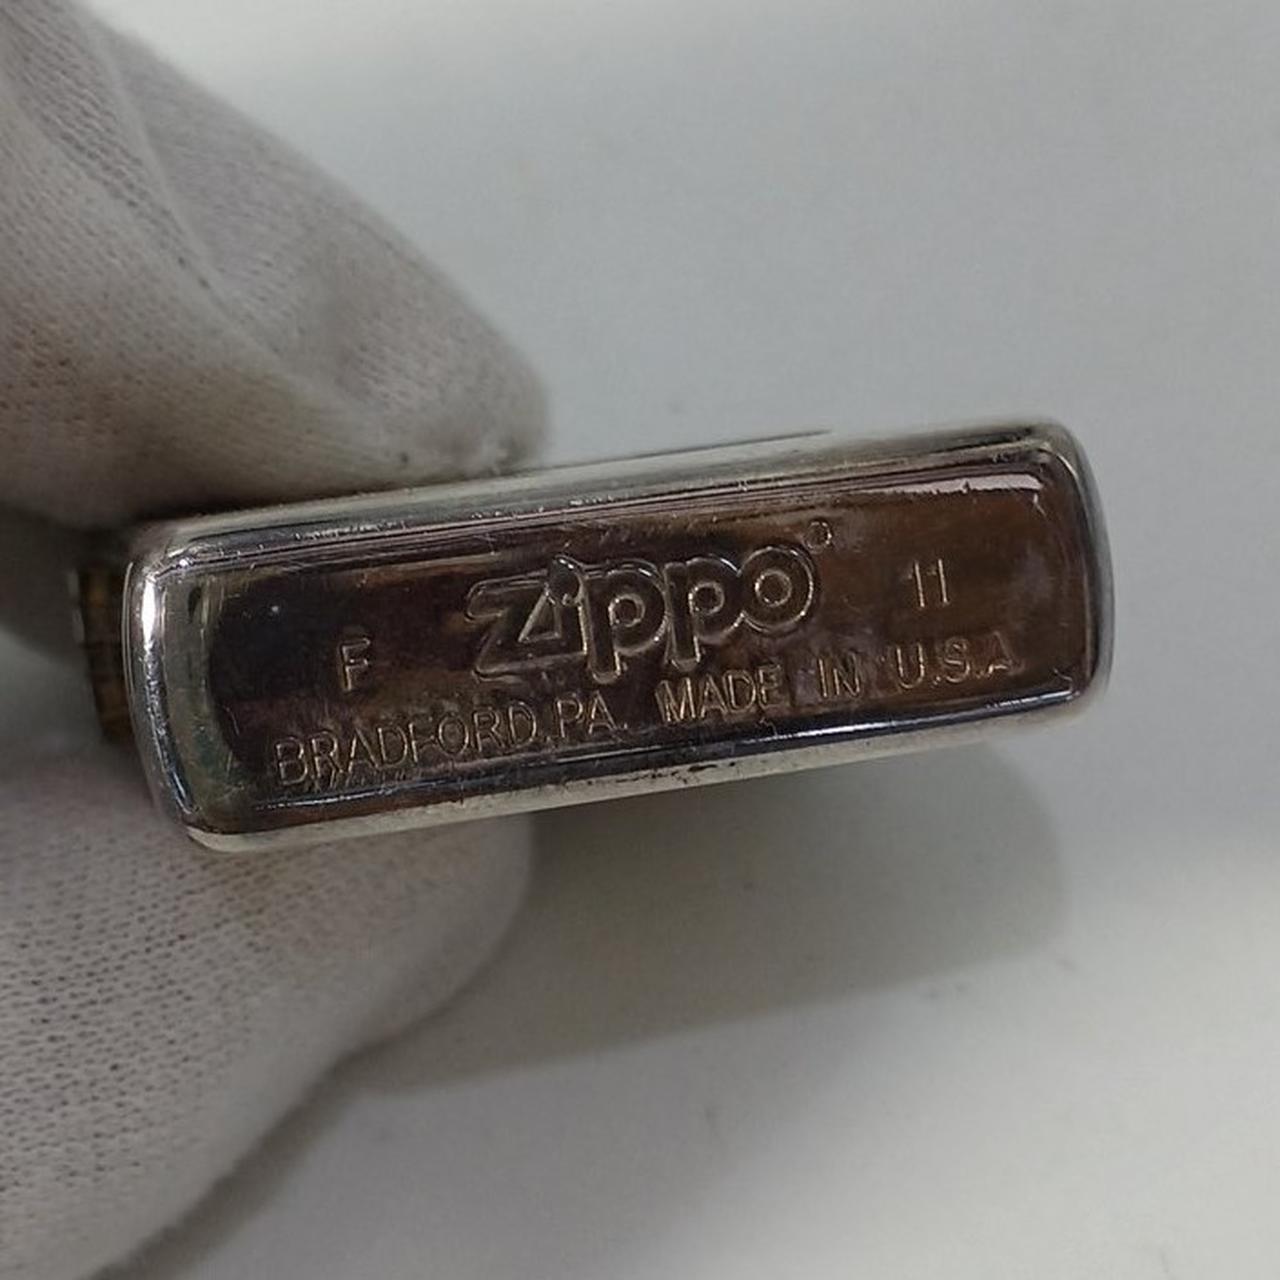 F Zippo® 11
BRADFORD, PA. MADE IN U.S.A